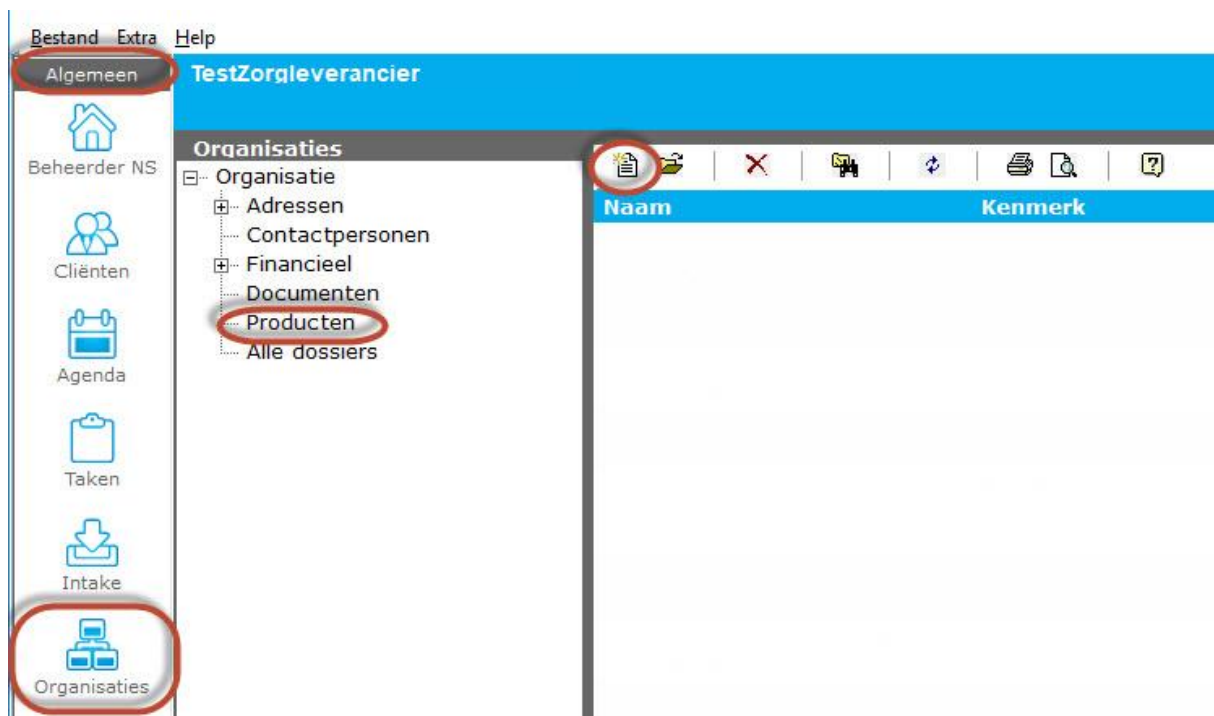 Bestand Extra Help
Algemeen
TestZorgleverancier
Beheerder NS
Cliënten
Agenda
Taken
Intake
Organisaties
Organisaties
Organisatie
Adressen
Contactpersonen
Financieel
Documenten
Producten
Alle dossiers
Naam Kenmerk